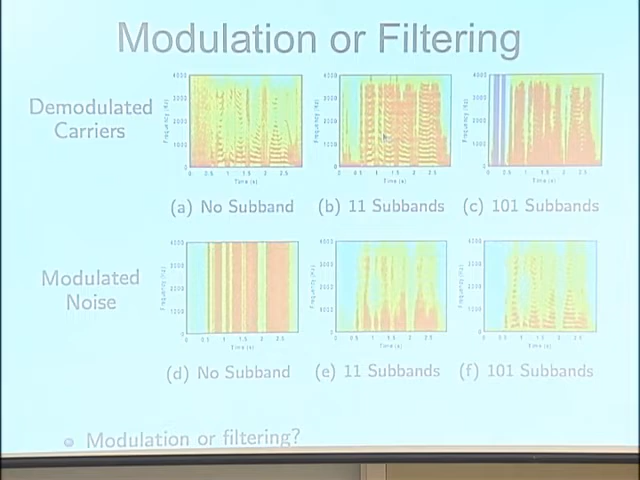 Modulation or Filtering
Demodulated
Carriers
(a) No Subband
(b) 11 Subbands
(c) 101 Subbands
Modulated
Noise
(d) No Subband
(e) 11 Subbands
(f) 101 Subbands
Modulation or filtering?